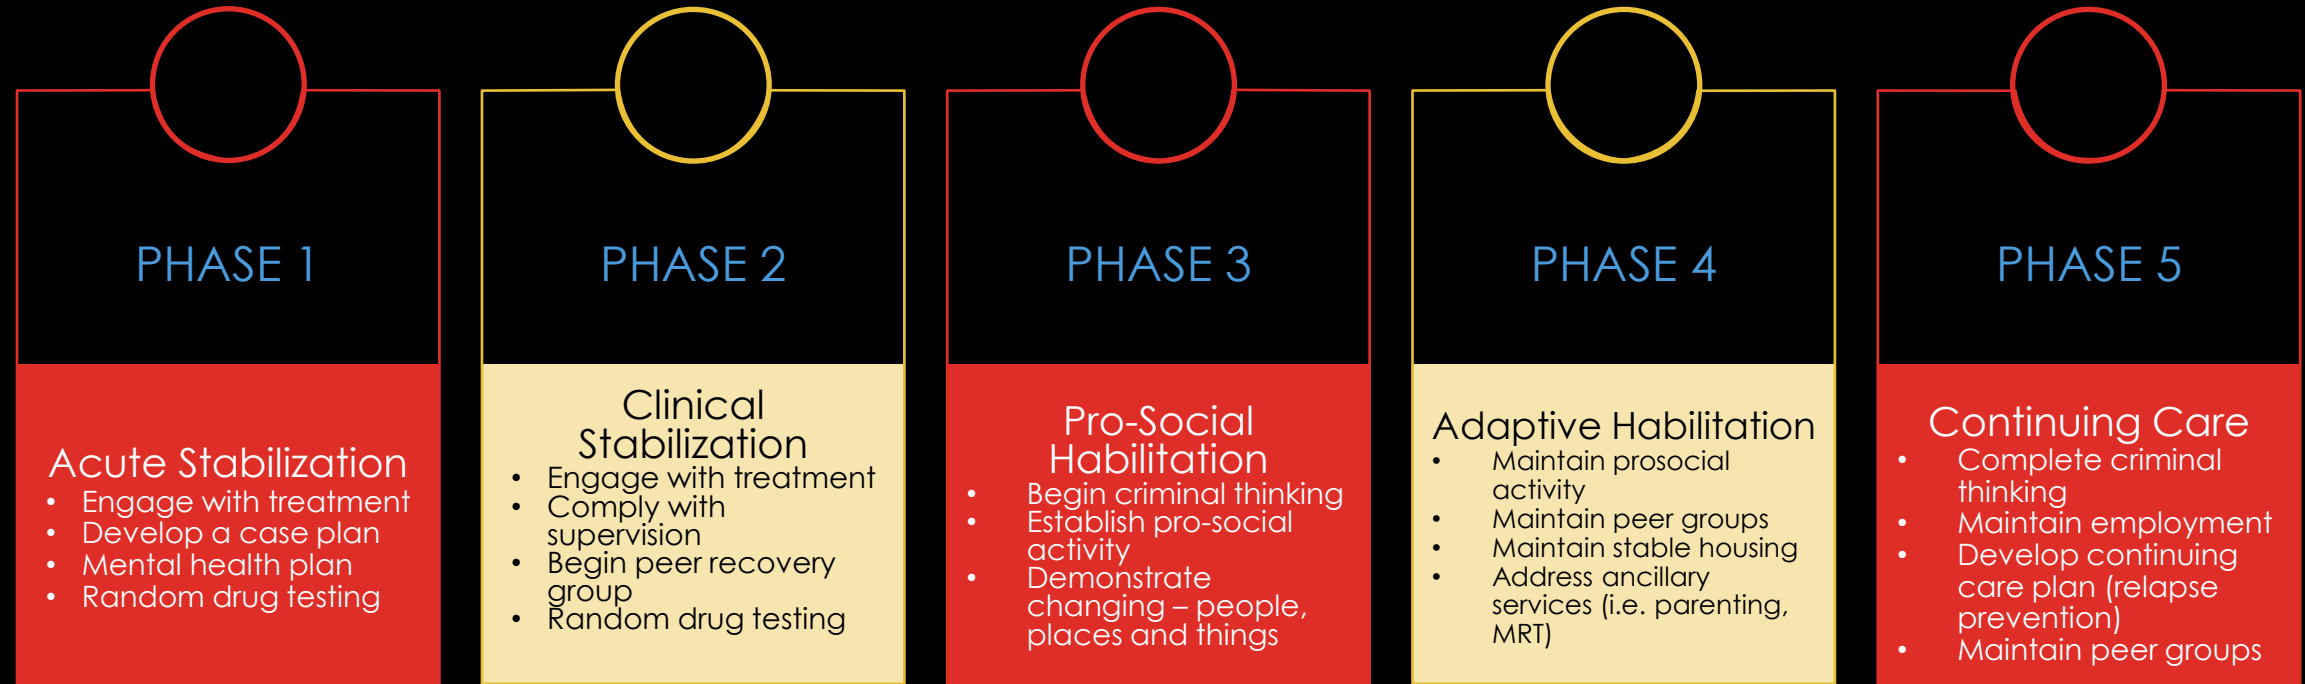 PHASE 1
Acute Stabilization
• Engage with treatment
• Develop a case plan
• Mental health plan
• Random drug testing
PHASE 2
Clinical
Stabilization
• Engage with treatment
• Comply with
supervision
• Begin peer recovery
group
• Random drug testing
PHASE 3
Pro-Social
Habilitation
• Begin criminal thinking
• Establish pro-social
activity
• Demonstrate
changing – people,
places and things
PHASE 4
Adaptive Habilitation
• Maintain prosocial
activity
• Maintain peer groups
• Maintain stable housing
• Address ancillary
services (i.e. parenting,
MRT)
PHASE 5
Continuing Care
• Complete criminal
thinking
• Maintain employment
• Develop continuing
care plan (relapse
prevention)
• Maintain peer groups